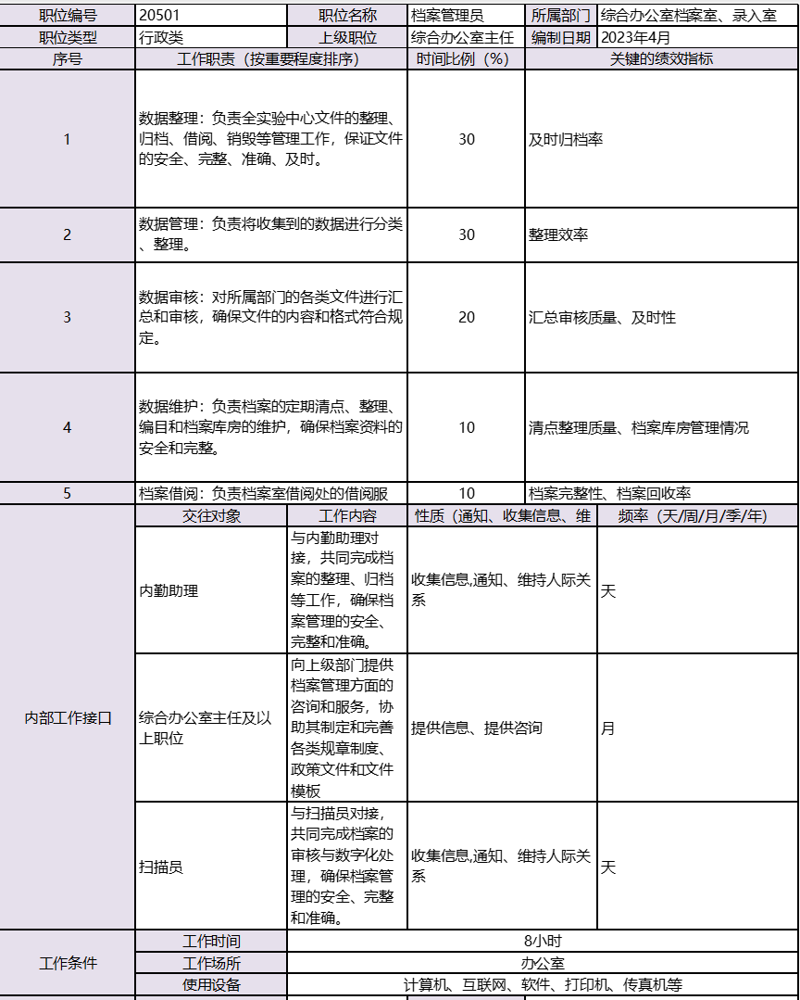 职位编号 20501 职位名称 档案管理员 所属部门 综合办公室档案室、录入室
职位类型 行政类 上级职位 综合办公室主任 编制日期 2023年4月
序号 工作职责（按重要程度排序） 时间比例（%） 关键的绩效指标
1
数据整理：负责全实验中心文件的整理、
归档、借阅、销毁等管理工作，保证文件
的安全、完整、准确、及时。
30
及时归档率
2
数据管理：负责将收集到的数据进行分类
、整理。
30
整理效率
3
数据审核：对所属部门的各类文件进行汇
总和审核，确保文件的内容和格式符合规
定。
20
汇总审核质量、及时性
4
数据维护：负责档案的定期清点、整理、
编目和档案库房的维护，确保档案资料的
安全和完整。
10
清点整理质量、档案库房管理情况
5 档案借阅：负责档案室借阅处的借阅服 10 档案完整性、档案回收率
交往对象 工作内容 性质（通知、收集信息、维 频率（天/周/月/季/年）
内部工作接口
内勤助理
与内勤助理对
接，共同完成档
案的整理、归档
等工作，确保档
案管理的安全、
完整和准确。
收集信息,通知、维持人际关
系
天
综合办公室主任及以
上职位
向上级部门提供
档案管理方面的
咨询和服务，协
助其制定和完善
各类规章制度、
政策文件和文件
模板
提供信息、提供咨询
月
扫描员
与扫描员对接，
共同完成档案的
审核与数字化处
理，确保档案管
理的安全、完整
和准确。
收集信息,通知、维持人际关
系
天
工作条件
工作时间 8小时
工作场所 办公室
使用设备 计算机、互联网、软件、打印机、传真机等